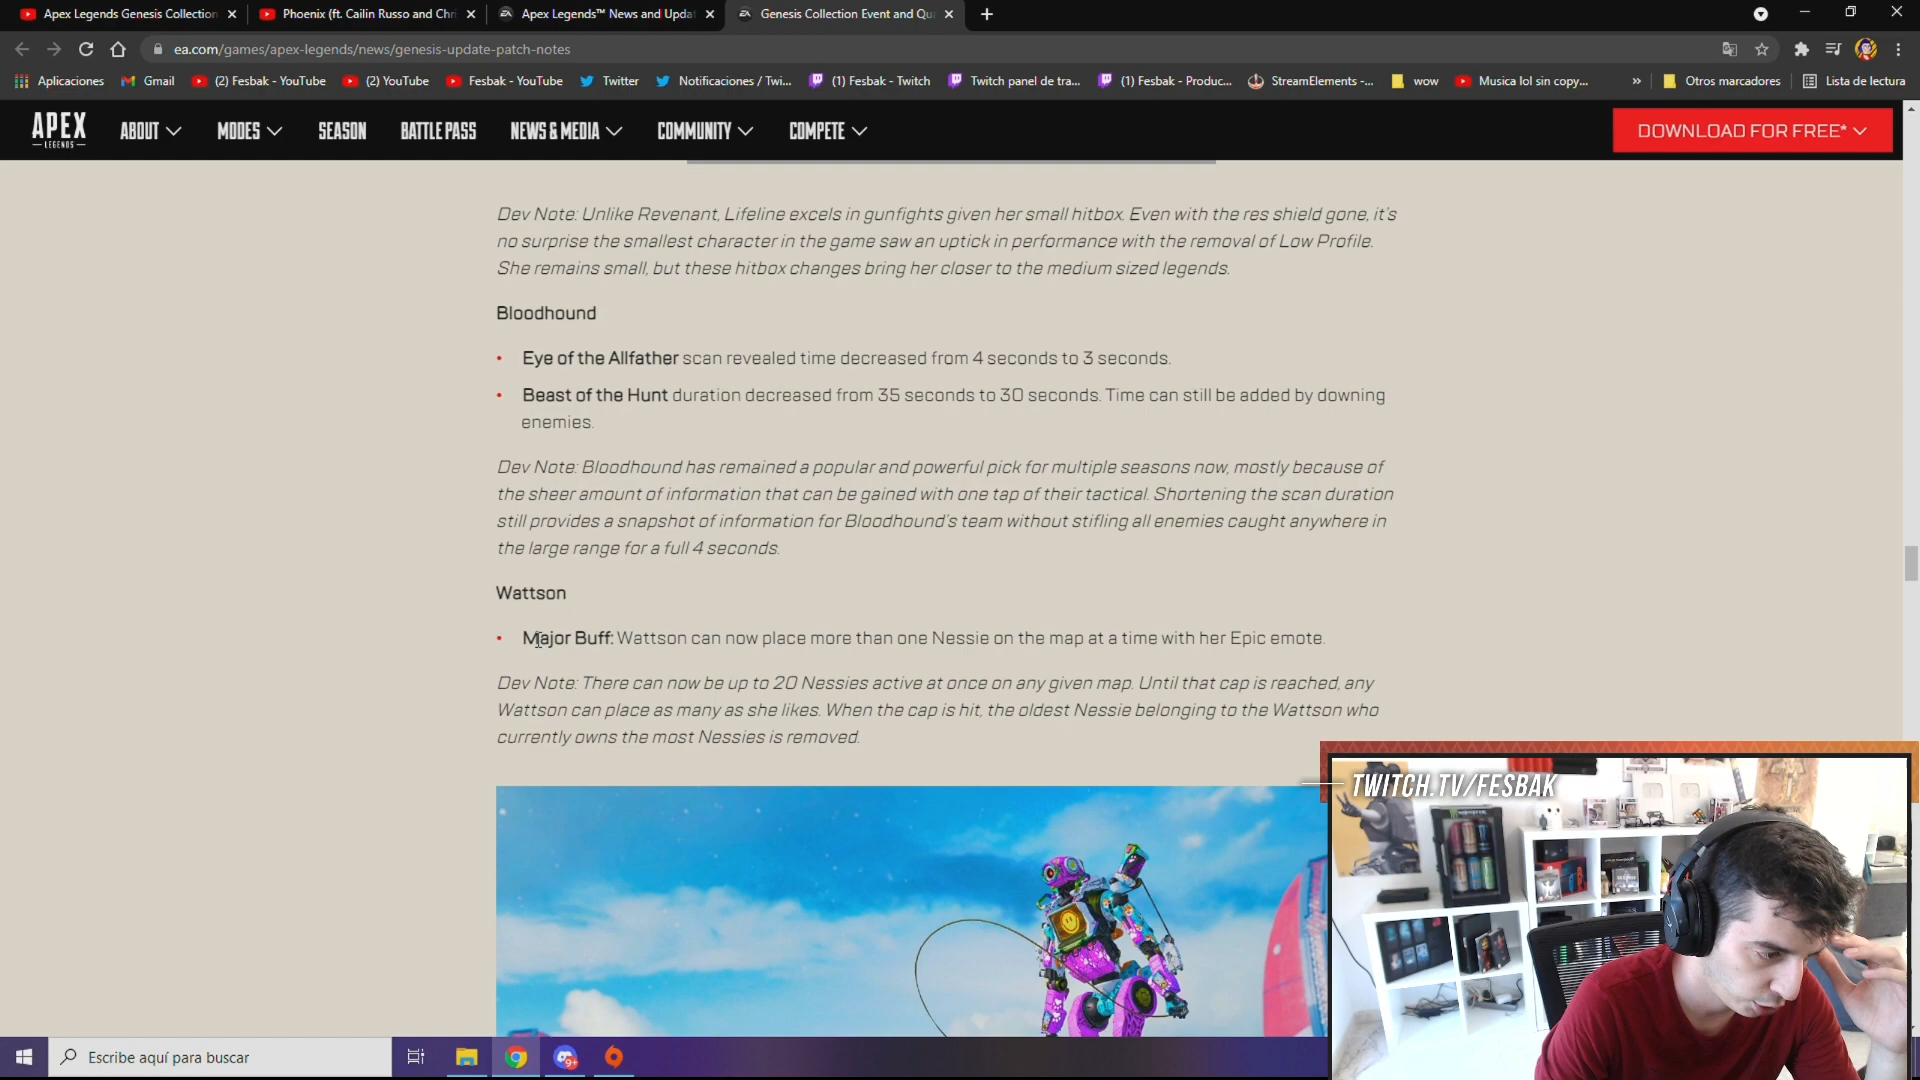 Apex Legends Genesis Collection
Phoenix (ft. Cailin Russo and Chri
Apex Legends™ News and Upda
Genesis Collection Event and Qu
ea.com/games/apex-legends/news/genesis-update-patch-notes
Aplicaciones
Gmail
(2) Fesbak - YouTube
(2) YouTube
Fesbak - YouTube
Twitter
Notificaciones / Twi...
(1) Fesbak - Twitch
Twitch panel de tra...
(1) Fesbak - Produc...
StreamElements -...
wow
Musica lol sin copy...
»
Otros marcadores
Lista de lectura
APEX
LEGENDS
ABOUT
MODES
SEASON
BATTLE PASS
NEWS & MEDIA
COMMUNITY
COMPETE
DOWNLOAD FOR FREE*
Dev Note: Unlike Revenant, Lifeline excels in gunfights given her small hitbox. Even with the res shield gone, it's
no surprise the smallest character in the game saw an uptick in performance with the removal of Low Profile.
She remains small, but these hitbox changes bring her closer to the medium sized legends.
Bloodhound
• Eye of the Allfather scan revealed time decreased from 4 seconds to 3 seconds.
• Beast of the Hunt duration decreased from 35 seconds to 30 seconds. Time can still be added by downing
enemies.
Dev Note: Bloodhound has remained a popular and powerful pick for multiple seasons now, mostly because of
the sheer amount of information that can be gained with one tap of their tactical. Shortening the scan duration
still provides a snapshot of information for Bloodhound's team without stifling all enemies caught anywhere in
the large range for a full 4 seconds.
Wattson
• Major Buff: Wattson can now place more than one Nessie on the map at a time with her Epic emote.
Dev Note: There can now be up to 20 Nessies active at once on any given map. Until that cap is reached, any
Wattson can place as many as she likes. When the cap is hit, the oldest Nessie belonging to the Wattson who
currently owns the most Nessies is removed.
TWITCH.TV/FESBAK
Escribe aquí para buscar
9+